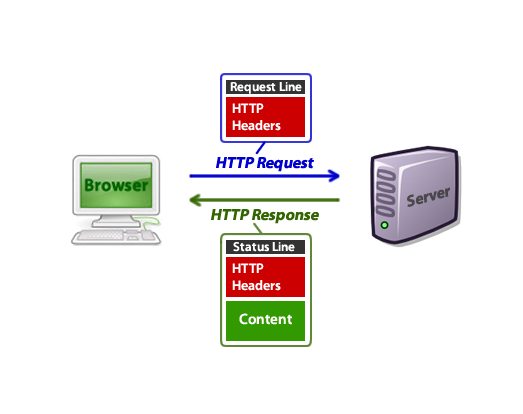 Request Line
HTTP
Headers
HTTP Request
Browser
Server
HTTP Response
Status Line
HTTP
Headers
Content